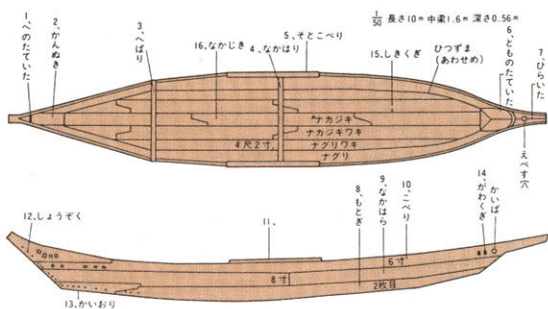 1/50 長さ10m 中梁1.6m 深さ0.56m
1,へのたていた
2,かんぬき
3,へばり
16,なかじき
4,なかはり
5,そとこべり
15,しきくぎ
ひつずま
(あわせめ)
6,とものたていた
7,ひらいた
ナカジキ
ナカジキワキ
4尺2寸
ナグリワキ
ナグリ
えべす穴
12,しょうぞく
13,かいおり
11,
8,もとぎ
9,なかはら
10,こべり
14,がわくぎ
かいば
6寸
8寸
2枚目